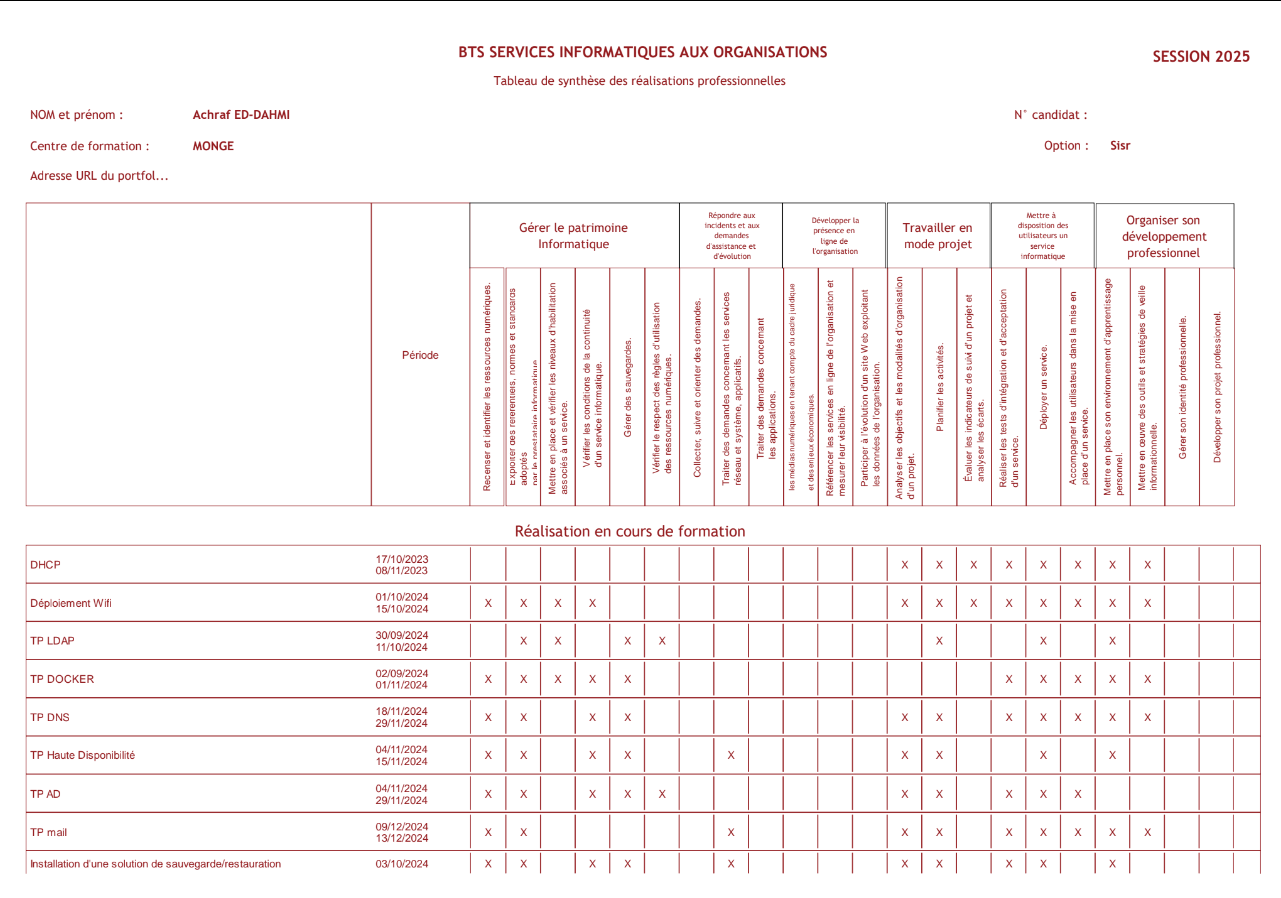 BTS SERVICES INFORMATIQUES AUX ORGANISATIONS
SESSION 2025
Tableau de synthèse des réalisations professionnelles
NOM et prénom : Achraf ED-DAHMI N° candidat :
Centre de formation : MONGE Option : Sisr
Adresse URL du portfol...
Période
Gérer le patrimoine
Informatique
Répondre aux
incidents et aux
demandes
d'assistance et
d'évolution
Développer la
présence en
ligne de
l'organisation
Travailler en
mode projet
Mettre à
disposition des
utilisateurs un
service
informatique
Organiser son
développement
professionnel
Recenser et identifier les ressources numériques.
Exploiter des référentiels, normes et standards
adoptés
par le prestataire informatique
Mettre en place et vérifier les niveaux d'habilitation
associés à un service.
Vérifier les conditions de la continuité
d'un service informatique.
Gérer des sauvegardes.
Vérifier le respect des règles d'utilisation
des ressources numériques.
Collecter, suivre et orienter des demandes.
Traiter des demandes concernant les services
réseau et système, applicatifs.
Traiter des demandes concernant
les applications.
les médias numériques en tenant compte du cadre juridique
et des enjeux économiques.
Référencer les services en ligne de l'organisation et
mesurer leur visibilité.
Participer à l'évolution d'un site Web exploitant
les données de l'organisation.
Analyser les objectifs et les modalités d'organisation
d'un projet.
Planifier les activités.
Évaluer les indicateurs de suivi d'un projet et
analyser les écarts.
Réaliser les tests d'intégration et d'acceptation
d'un service.
Déployer un service.
Accompagner les utilisateurs dans la mise en
place d'un service.
Mettre en place son environnement d'apprentissage
personnel.
Mettre en œuvre des outils et stratégies de veille
informationnelle.
Gérer son identité professionnelle.
Développer son projet professionnel.
Réalisation en cours de formation
DHCP 17/10/2023 X X X X X X X X
08/11/2023
Déploiement Wifi 01/10/2024 X X X X X X X X X X X X
15/10/2024
TP LDAP 30/09/2024 X X X X X X X
11/10/2024
TP DOCKER 02/09/2024 X X X X X X X X X X
01/11/2024
TP DNS 18/11/2024 X X X X X X X X X X X
29/11/2024
TP Haute Disponibilité 04/11/2024 X X X X X X X X X
15/11/2024
TP AD 04/11/2024 X X X X X X X X X X
29/11/2024
TP mail 09/12/2024 X X X X X X X X X X
13/12/2024
Installation d'une solution de sauvegarde/restauration 03/10/2024 X X X X X X X X X X